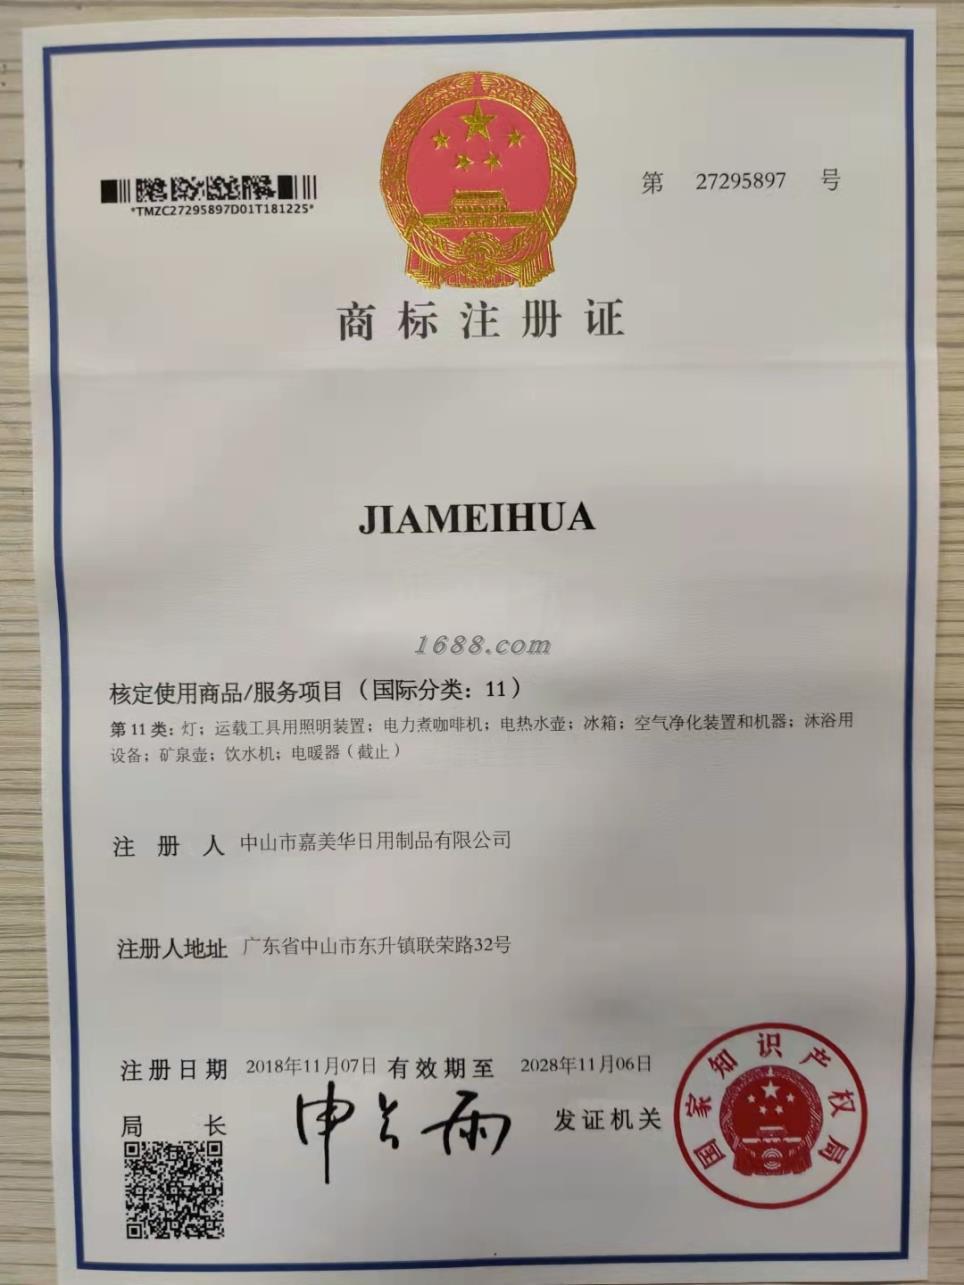 第 27295897 号
*TMZC27295897D01T181225*
商标注册证
JIAMEIHUA
1688.com
核定使用商品/服务项目（国际分类：11）
第 11 类：灯；运载工具用照明装置；电力煮咖啡机；电热水壶；冰箱；空气净化装置和机器；沐浴用
设备；矿泉壶；饮水机；电暖器（截止）
注 册 人 中山市嘉美华日用制品有限公司
注册人地址 广东省中山市东升镇联荣路32号
注册日期 2018年11月07日 有效期至 2028年11月06日
局 长 申长雨 发证机关
国家知识产权局